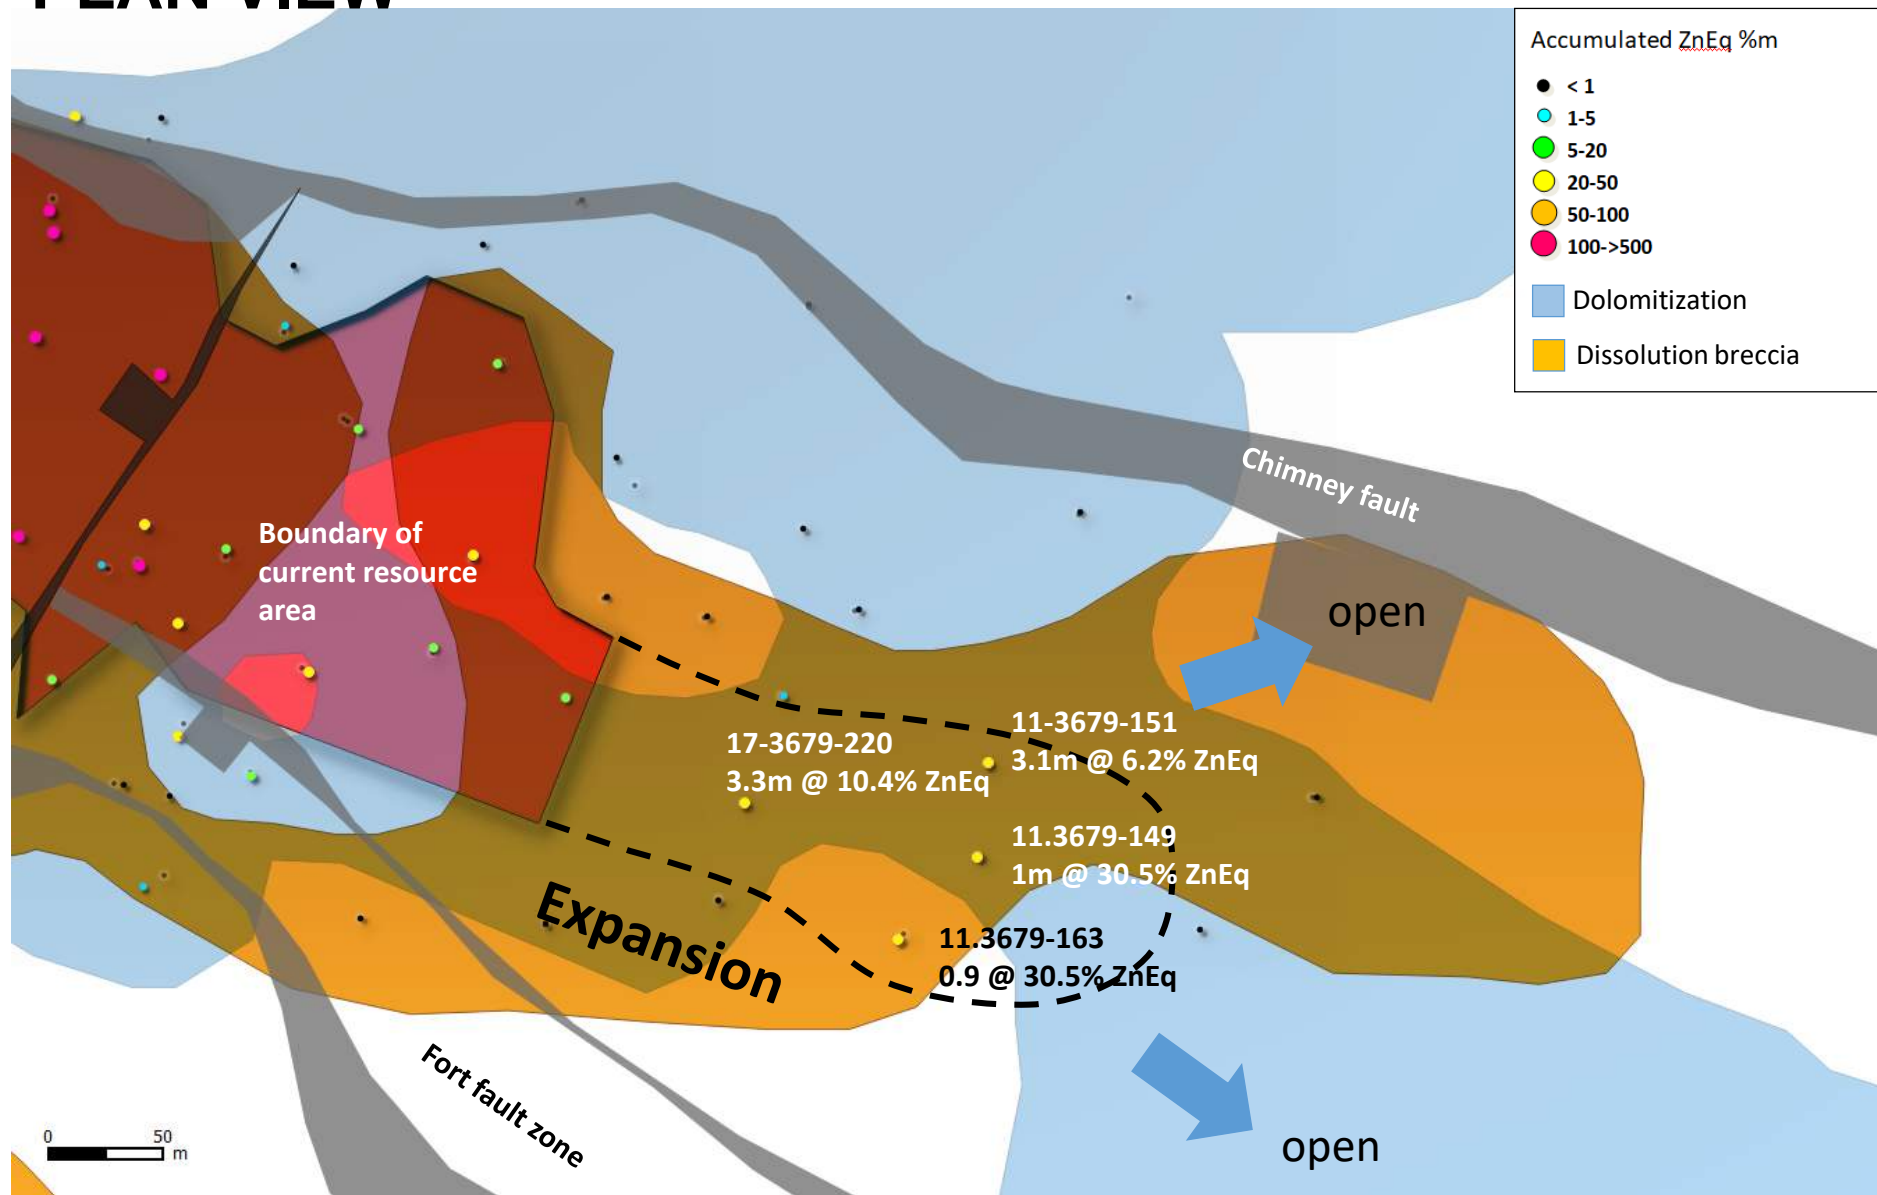 PLAN VIEW
Accumulated ZnEq %m
< 1
1-5
5-20
20-50
50-100
100->500
Dolomitization
Dissolution breccia
Chimney fault
Boundary of
current resource
area
open
17-3679-220
3.3m @ 10.4% ZnEq
11-3679-151
3.1m @ 6.2% ZnEq
11.3679-149
1m @ 30.5% ZnEq
Expansion
11.3679-163
0.9 @ 30.5% ZnEq
Fort fault zone
open
0 50
m